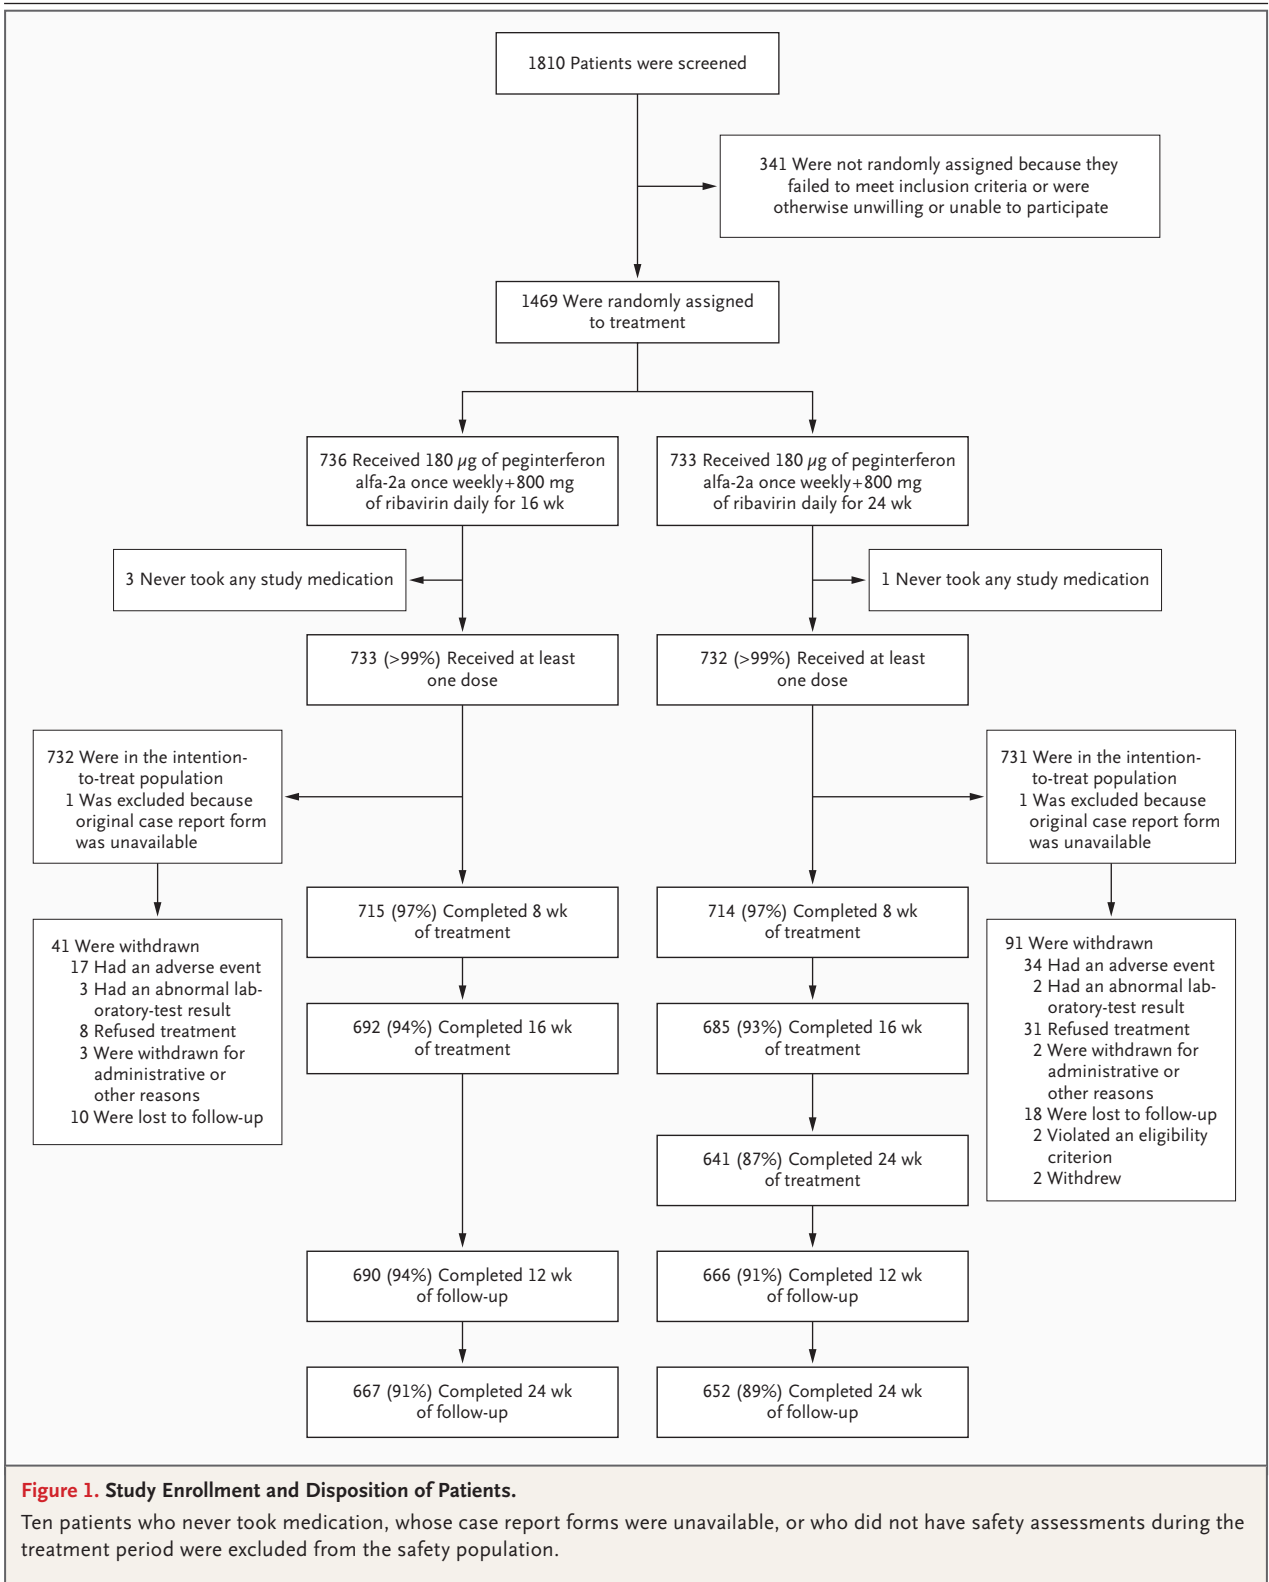 1810 Patients were screened
341 Were not randomly assigned because they
failed to meet inclusion criteria or were
otherwise unwilling or unable to participate
1469 Were randomly assigned
to treatment
736 Received 180 µg of peginterferon
alfa-2a once weekly+800 mg
of ribavirin daily for 16 wk
733 Received 180 µg of peginterferon
alfa-2a once weekly+800 mg
of ribavirin daily for 24 wk
3 Never took any study medication
1 Never took any study medication
733 (>99%) Received at least
one dose
732 (>99%) Received at least
one dose
732 Were in the intention-
to-treat population
1 Was excluded because
original case report form
was unavailable
731 Were in the intention-
to-treat population
1 Was excluded because
original case report form
was unavailable
715 (97%) Completed 8 wk
of treatment
714 (97%) Completed 8 wk
of treatment
41 Were withdrawn
17 Had an adverse event
3 Had an abnormal lab-
oratory-test result
8 Refused treatment
3 Were withdrawn for
administrative or
other reasons
10 Were lost to follow-up
91 Were withdrawn
34 Had an adverse event
2 Had an abnormal lab-
oratory-test result
31 Refused treatment
2 Were withdrawn for
administrative or
other reasons
18 Were lost to follow-up
2 Violated an eligibility
criterion
2 Withdrew
692 (94%) Completed 16 wk
of treatment
685 (93%) Completed 16 wk
of treatment
641 (87%) Completed 24 wk
of treatment
690 (94%) Completed 12 wk
of follow-up
666 (91%) Completed 12 wk
of follow-up
667 (91%) Completed 24 wk
of follow-up
652 (89%) Completed 24 wk
of follow-up
Figure 1. Study Enrollment and Disposition of Patients.
Ten patients who never took medication, whose case report forms were unavailable, or who did not have safety assessments during the
treatment period were excluded from the safety population.